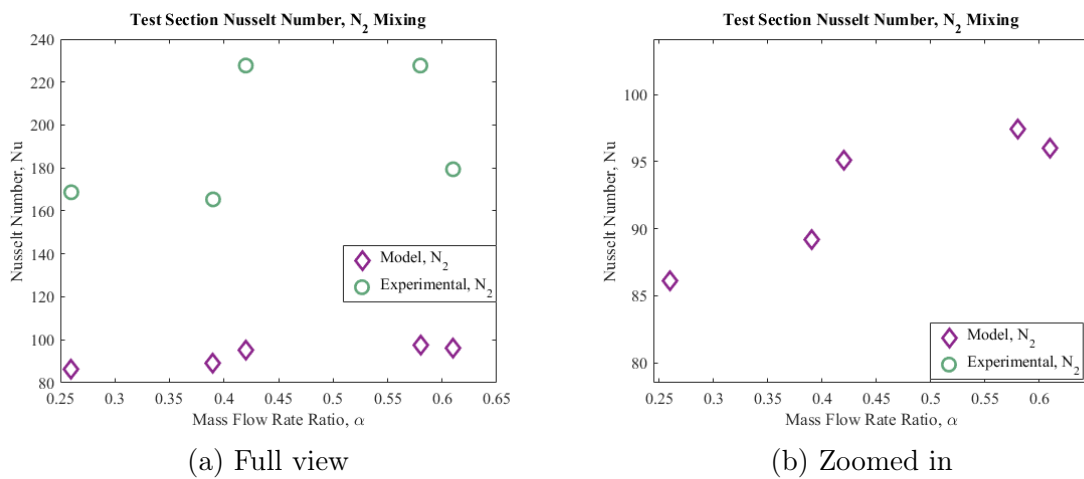 Test Section Nusselt Number, N₂ Mixing
240
220
200
180
160
140
120
100
80
Nusselt Number, Nu
Model, N₂
Experimental, N₂
0.25 0.3 0.35 0.4 0.45 0.5 0.55 0.6 0.65
Mass Flow Rate Ratio, α
(a) Full view
Test Section Nusselt Number, N₂ Mixing
100
95
90
85
80
Nusselt Number, Nu
Model, N₂
Experimental, N₂
0.25 0.3 0.35 0.4 0.45 0.5 0.55 0.6
Mass Flow Rate Ratio, α
(b) Zoomed in